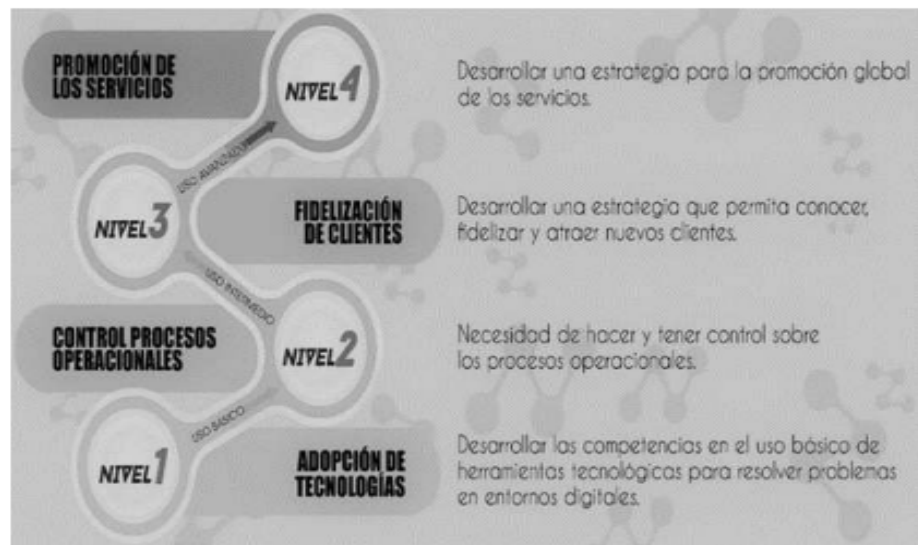 PROMOCIÓN DE
LOS SERVICIOS
NIVEL 4
Desarrollar una estrategia para la promoción global
de los servicios.
USO AVANZADO
NIVEL 3
FIDELIZACIÓN
DE CLIENTES
Desarrollar una estrategia que permita conocer,
fidelizar y atraer nuevos clientes.
USO INTERMEDIO
CONTROL PROCESOS
OPERACIONALES
NIVEL 2
Necesidad de hacer y tener control sobre
los procesos operacionales.
USO BÁSICO
NIVEL 1
ADOPCIÓN DE
TECNOLOGÍAS
Desarrollar las competencias en el uso básico de
herramientas tecnológicas para resolver problemas
en entornos digitales.